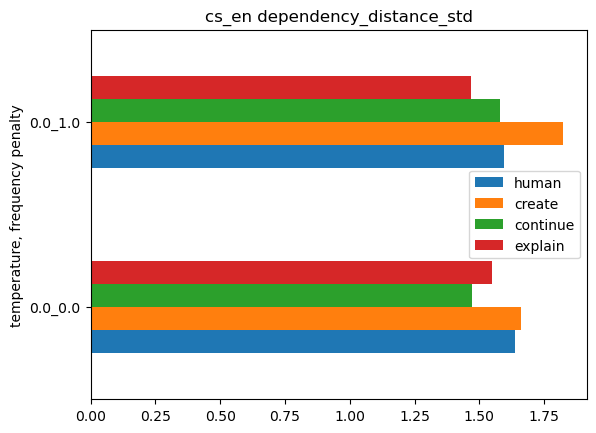 cs_en dependency_distance_std
temperature, frequency penalty
0.0_1.0
0.0_0.0
human
create
continue
explain
0.00 0.25 0.50 0.75 1.00 1.25 1.50 1.75